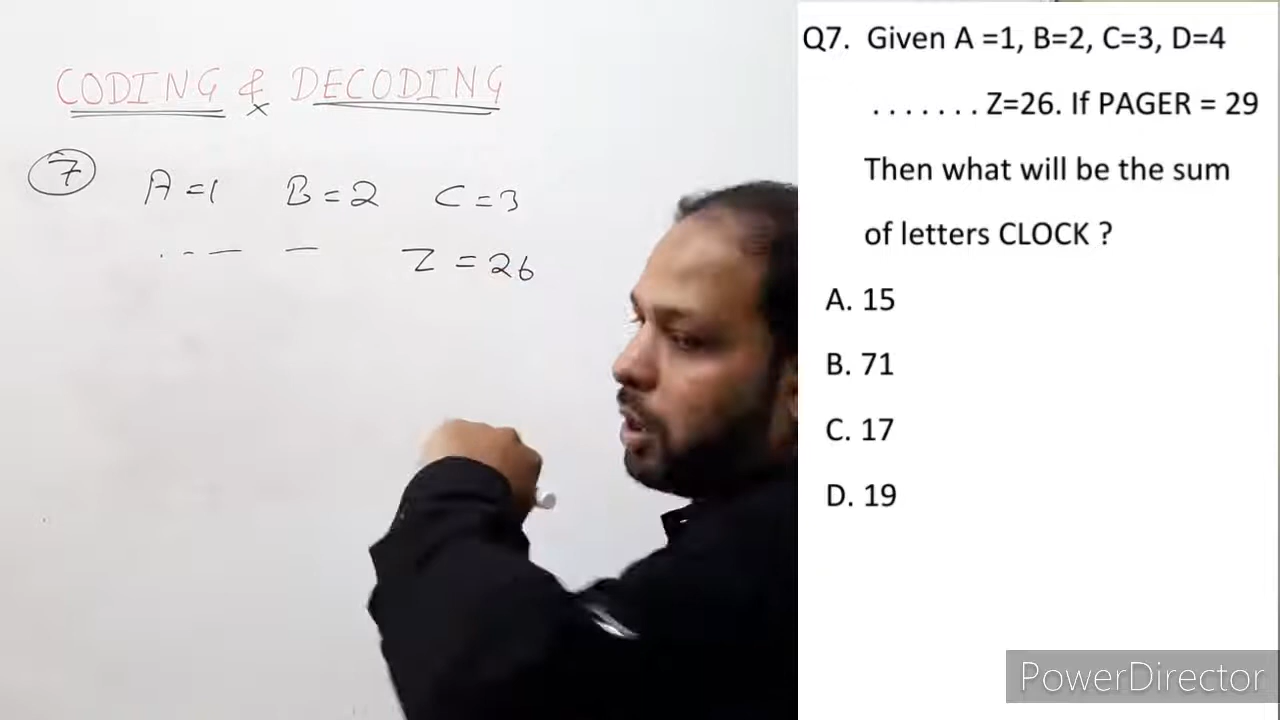 CODING & DECODING
7 A = 1 B = 2 C = 3
Z = 26
Q7. Given A =1, B=2, C=3, D=4
. . . . . . . Z=26. If PAGER = 29
Then what will be the sum
of letters CLOCK ?
A. 15
B. 71
C. 17
D. 19
PowerDirector